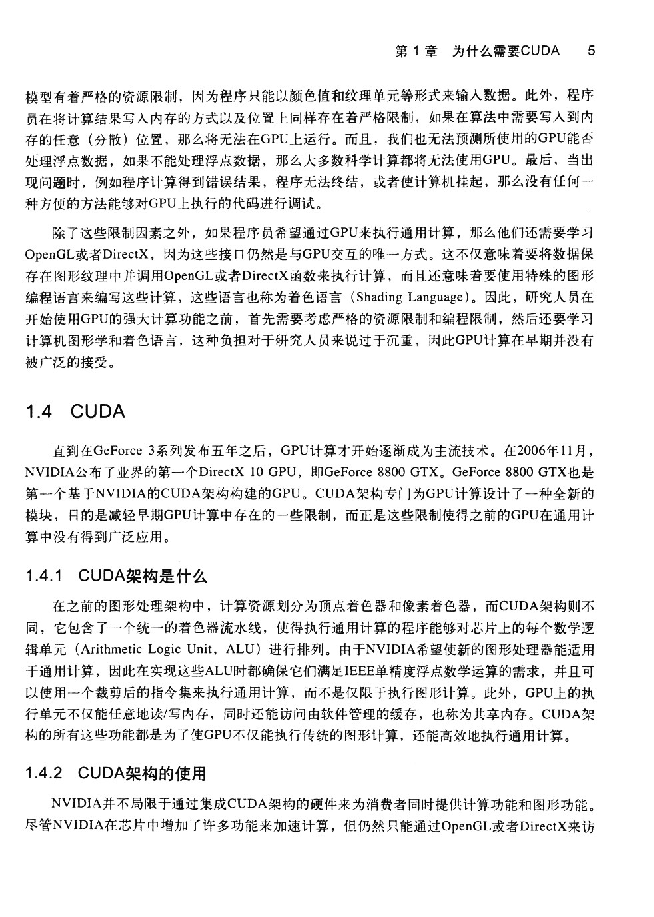 第 1 章 为什么需要CUDA 5
模型有着严格的资源限制，因为程序只能以颜色值和纹理单元等形式来输入数据。此外，程序
员在将计算结果写入内存的方式以及位置上同样存在着严格限制，如果在算法中需要写入到内
存的任意（分散）位置，那么将无法在GPU上运行。而且，我们也无法预测所使用的GPU能否
处理浮点数据，如果不能处理浮点数据，那么大多数科学计算都将无法使用GPU。最后，当出
现问题时，例如程序计算得到错误结果，程序无法终结，或者使计算机挂起，那么没有任何一
种方便的方法能够对GPU上执行的代码进行调试。
除了这些限制因素之外，如果程序员希望通过GPU来执行通用计算，那么他们还需要学习
OpenGL或者DirectX，因为这些接口仍然是与GPU交互的唯一方式。这不仅意味着要将数据保
存在图形纹理中并调用OpenGL或者DirectX函数来执行计算，而且还意味着要使用特殊的图形
编程语言来编写这些计算，这些语言也称为着色语言（Shading Language）。因此，研究人员在
开始使用GPU的强大计算功能之前，首先需要考虑严格的资源限制和编程限制，然后还要学习
计算机图形学和着色语言，这种负担对于研究人员来说过于沉重，因此GPU计算在早期并没有
被广泛的接受。
1.4 CUDA
直到在GeForce 3系列发布五年之后，GPU计算才开始逐渐成为主流技术。在2006年11月，
NVIDIA公布了业界的第一个DirectX 10 GPU，即GeForce 8800 GTX。GeForce 8800 GTX也是
第一个基于NVIDIA的CUDA架构构建的GPU。CUDA架构专门为GPU计算设计了一种全新的
模块，目的是减轻早期GPU计算中存在的一些限制，而正是这些限制使得之前的GPU在通用计
算中没有得到广泛应用。
1.4.1 CUDA架构是什么
在之前的图形处理架构中，计算资源划分为顶点着色器和像素着色器，而CUDA架构则不
同，它包含了一个统一的着色器流水线，使得执行通用计算的程序能够对芯片上的每个数学逻
辑单元（Arithmetic Logic Unit，ALU）进行排列。由于NVIDIA希望使新的图形处理器能适用
于通用计算，因此在实现这些ALU时都确保它们满足IEEE单精度浮点数学运算的需求，并且可
以使用一个裁剪后的指令集来执行通用计算，而不是仅限于执行图形计算。此外，GPU上的执
行单元不仅能任意地读/写内存，同时还能访问由软件管理的缓存，也称为共享内存。CUDA架
构的所有这些功能都是为了使GPU不仅能执行传统的图形计算，还能高效地执行通用计算。
1.4.2 CUDA架构的使用
NVIDIA并不局限于通过集成CUDA架构的硬件来为消费者同时提供计算功能和图形功能。
尽管NVIDIA在芯片中增加了许多功能来加速计算，但仍然只能通过OpenGL或者DirectX来访